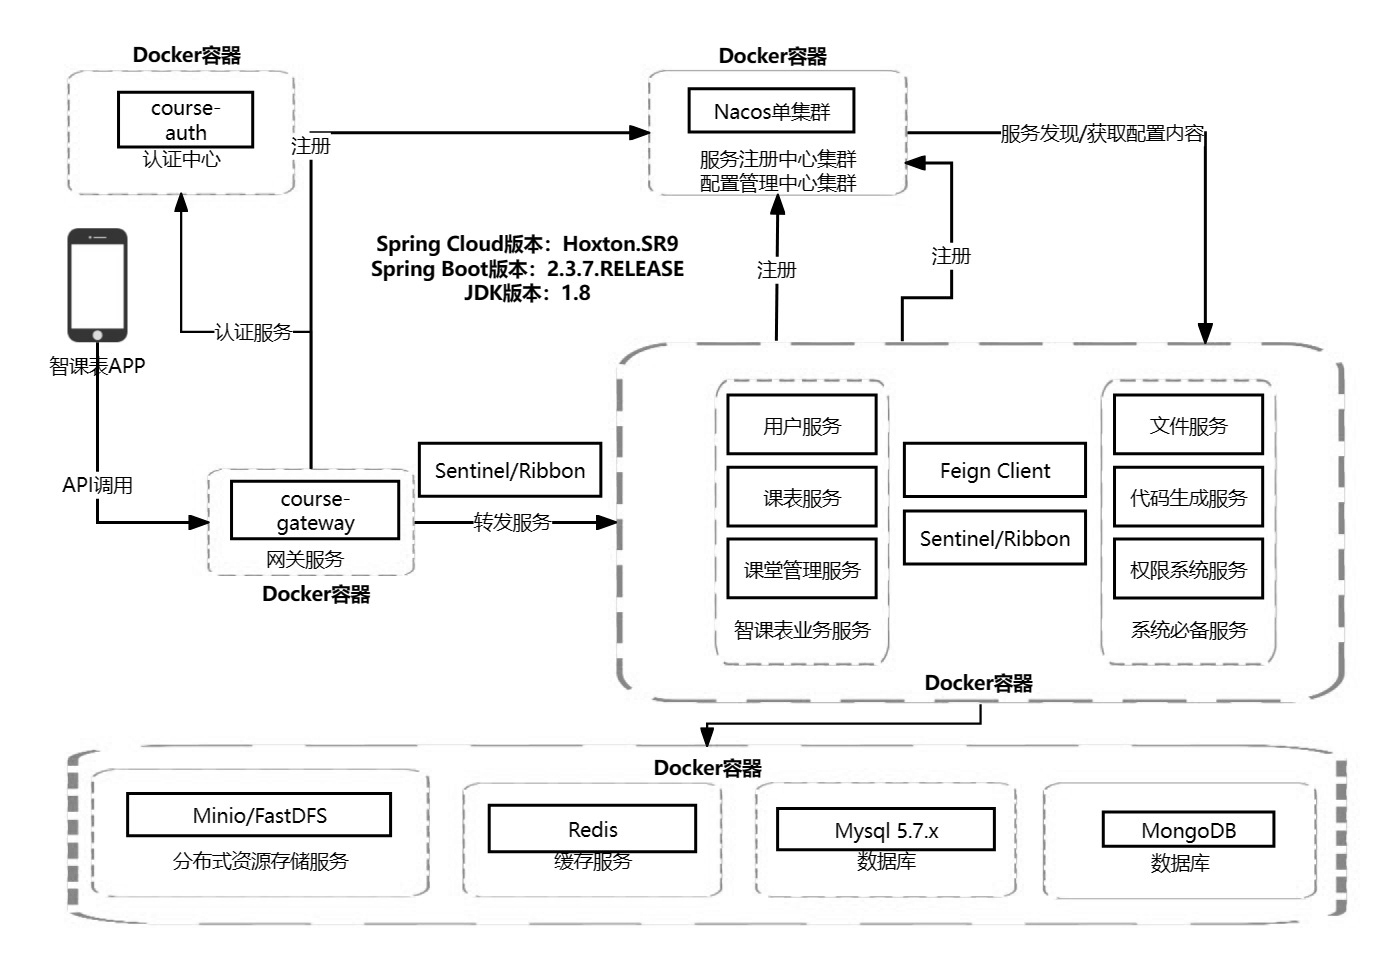 Docker容器
course-
auth
认证中心
注册
Docker容器
Nacos单集群
服务注册中心集群
配置管理中心集群
服务发现/获取配置内容
Spring Cloud版本：Hoxton.SR9
Spring Boot版本：2.3.7.RELEASE
JDK版本：1.8
注册
注册
认证服务
智课表APP
API调用
course-
gateway
网关服务
Docker容器
Sentinel/Ribbon
转发服务
用户服务
课表服务
课堂管理服务
智课表业务服务
Feign Client
Sentinel/Ribbon
文件服务
代码生成服务
权限系统服务
系统必备服务
Docker容器
Docker容器
Minio/FastDFS
分布式资源存储服务
Redis
缓存服务
Mysql 5.7.x
数据库
MongoDB
数据库